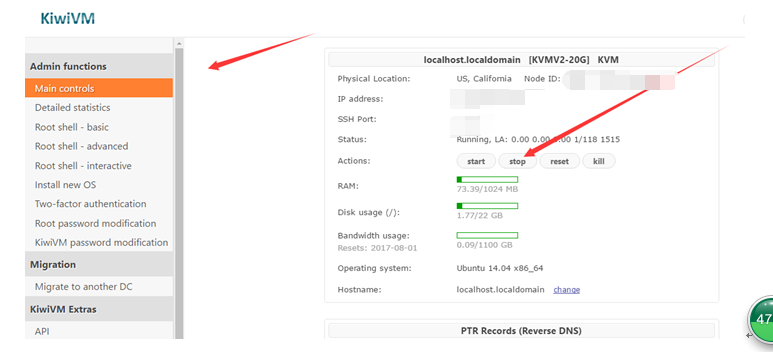 KiwiVM
Admin functions
Main controls
Detailed statistics
Root shell - basic
Root shell - advanced
Root shell - interactive
Install new OS
Two-factor authentication
Root password modification
KiwiVM password modification
Migration
Migrate to another DC
KiwiVM Extras
API
localhost.localdomain [KVMV2-20G] KVM
Physical Location: US, California Node ID:
IP address:
SSH Port:
Status: Running, LA: 0.00 0.00 0.00 1/118 1515
Actions: start stop reset kill
RAM:
73.39/1024 MB
Disk usage (/):
1.77/22 GB
Bandwidth usage:
Resets: 2017-08-01 0.09/1100 GB
Operating system: Ubuntu 14.04 x86_64
Hostname: localhost.localdomain change
PTR Records (Reverse DNS)
47